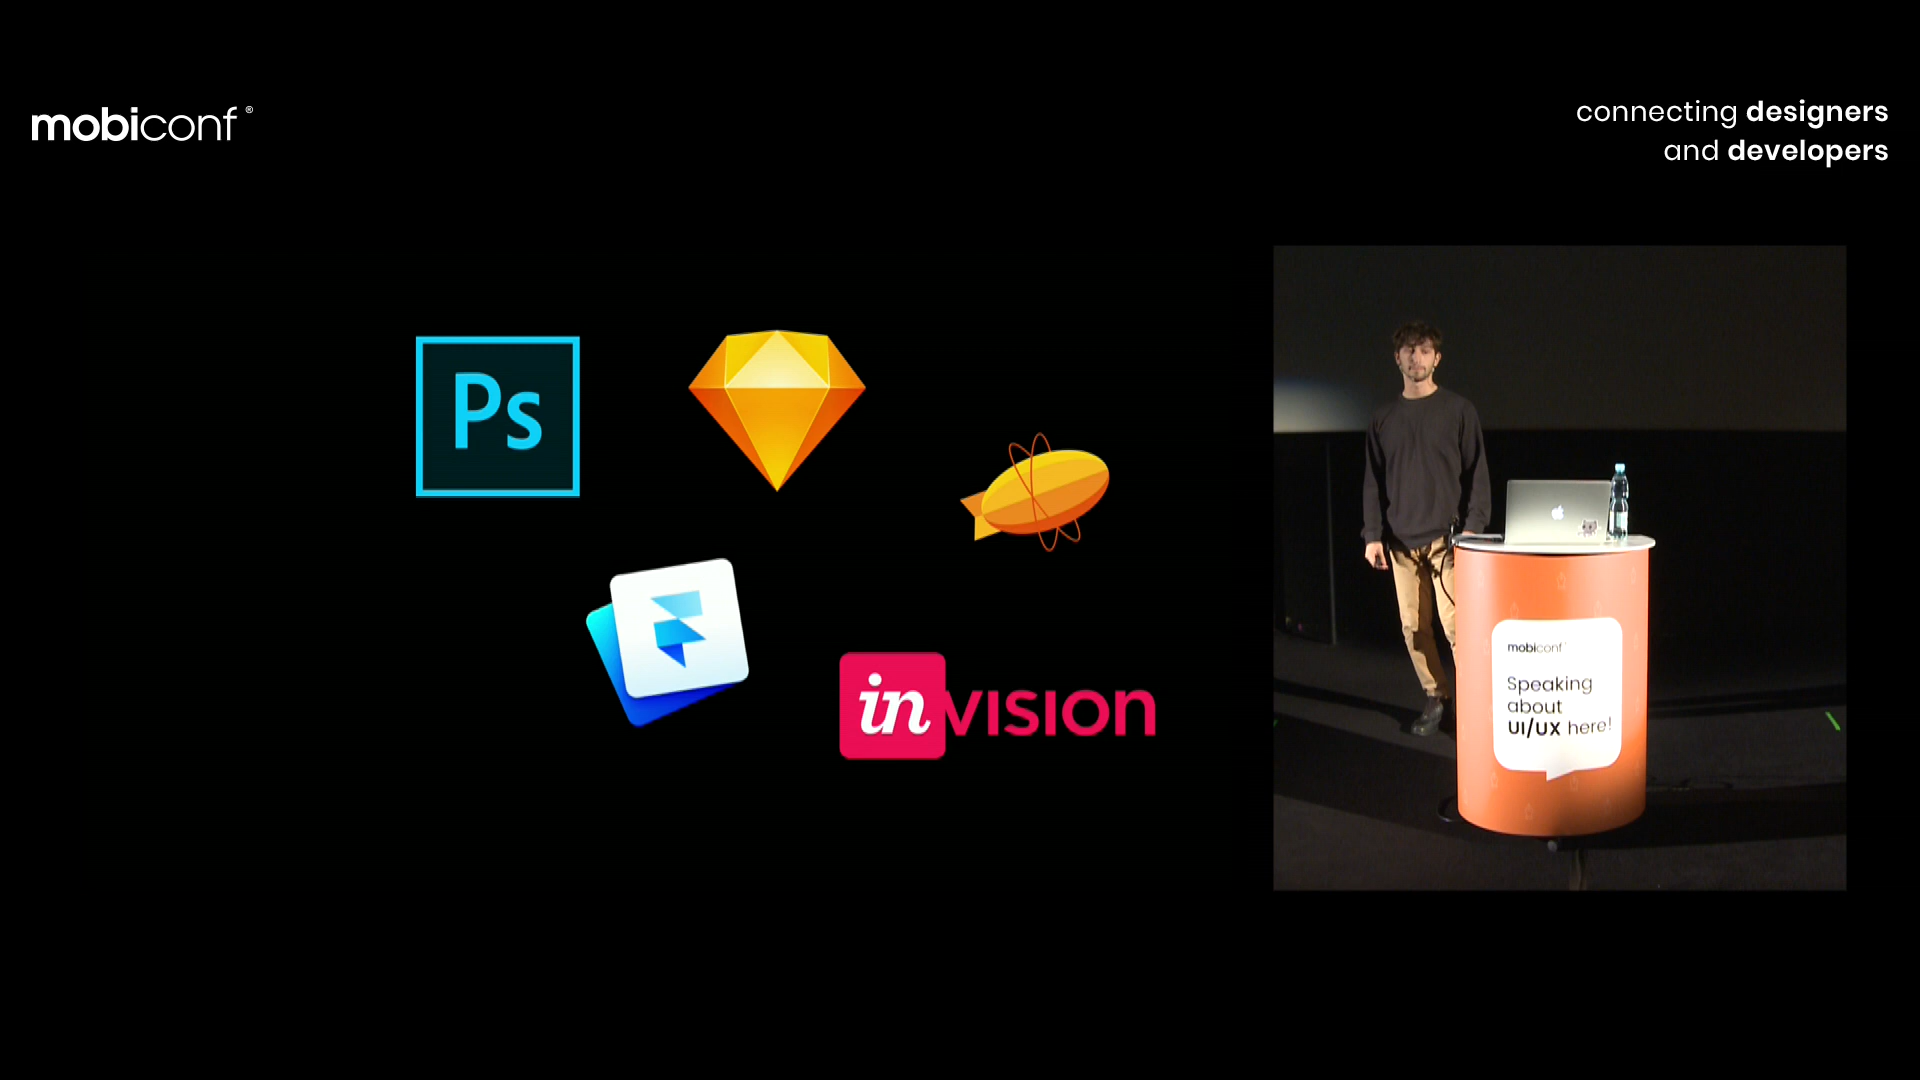 mobiconf®
connecting designers
and developers
Ps
invision
mobiconf
Speaking
about
UI/UX here!